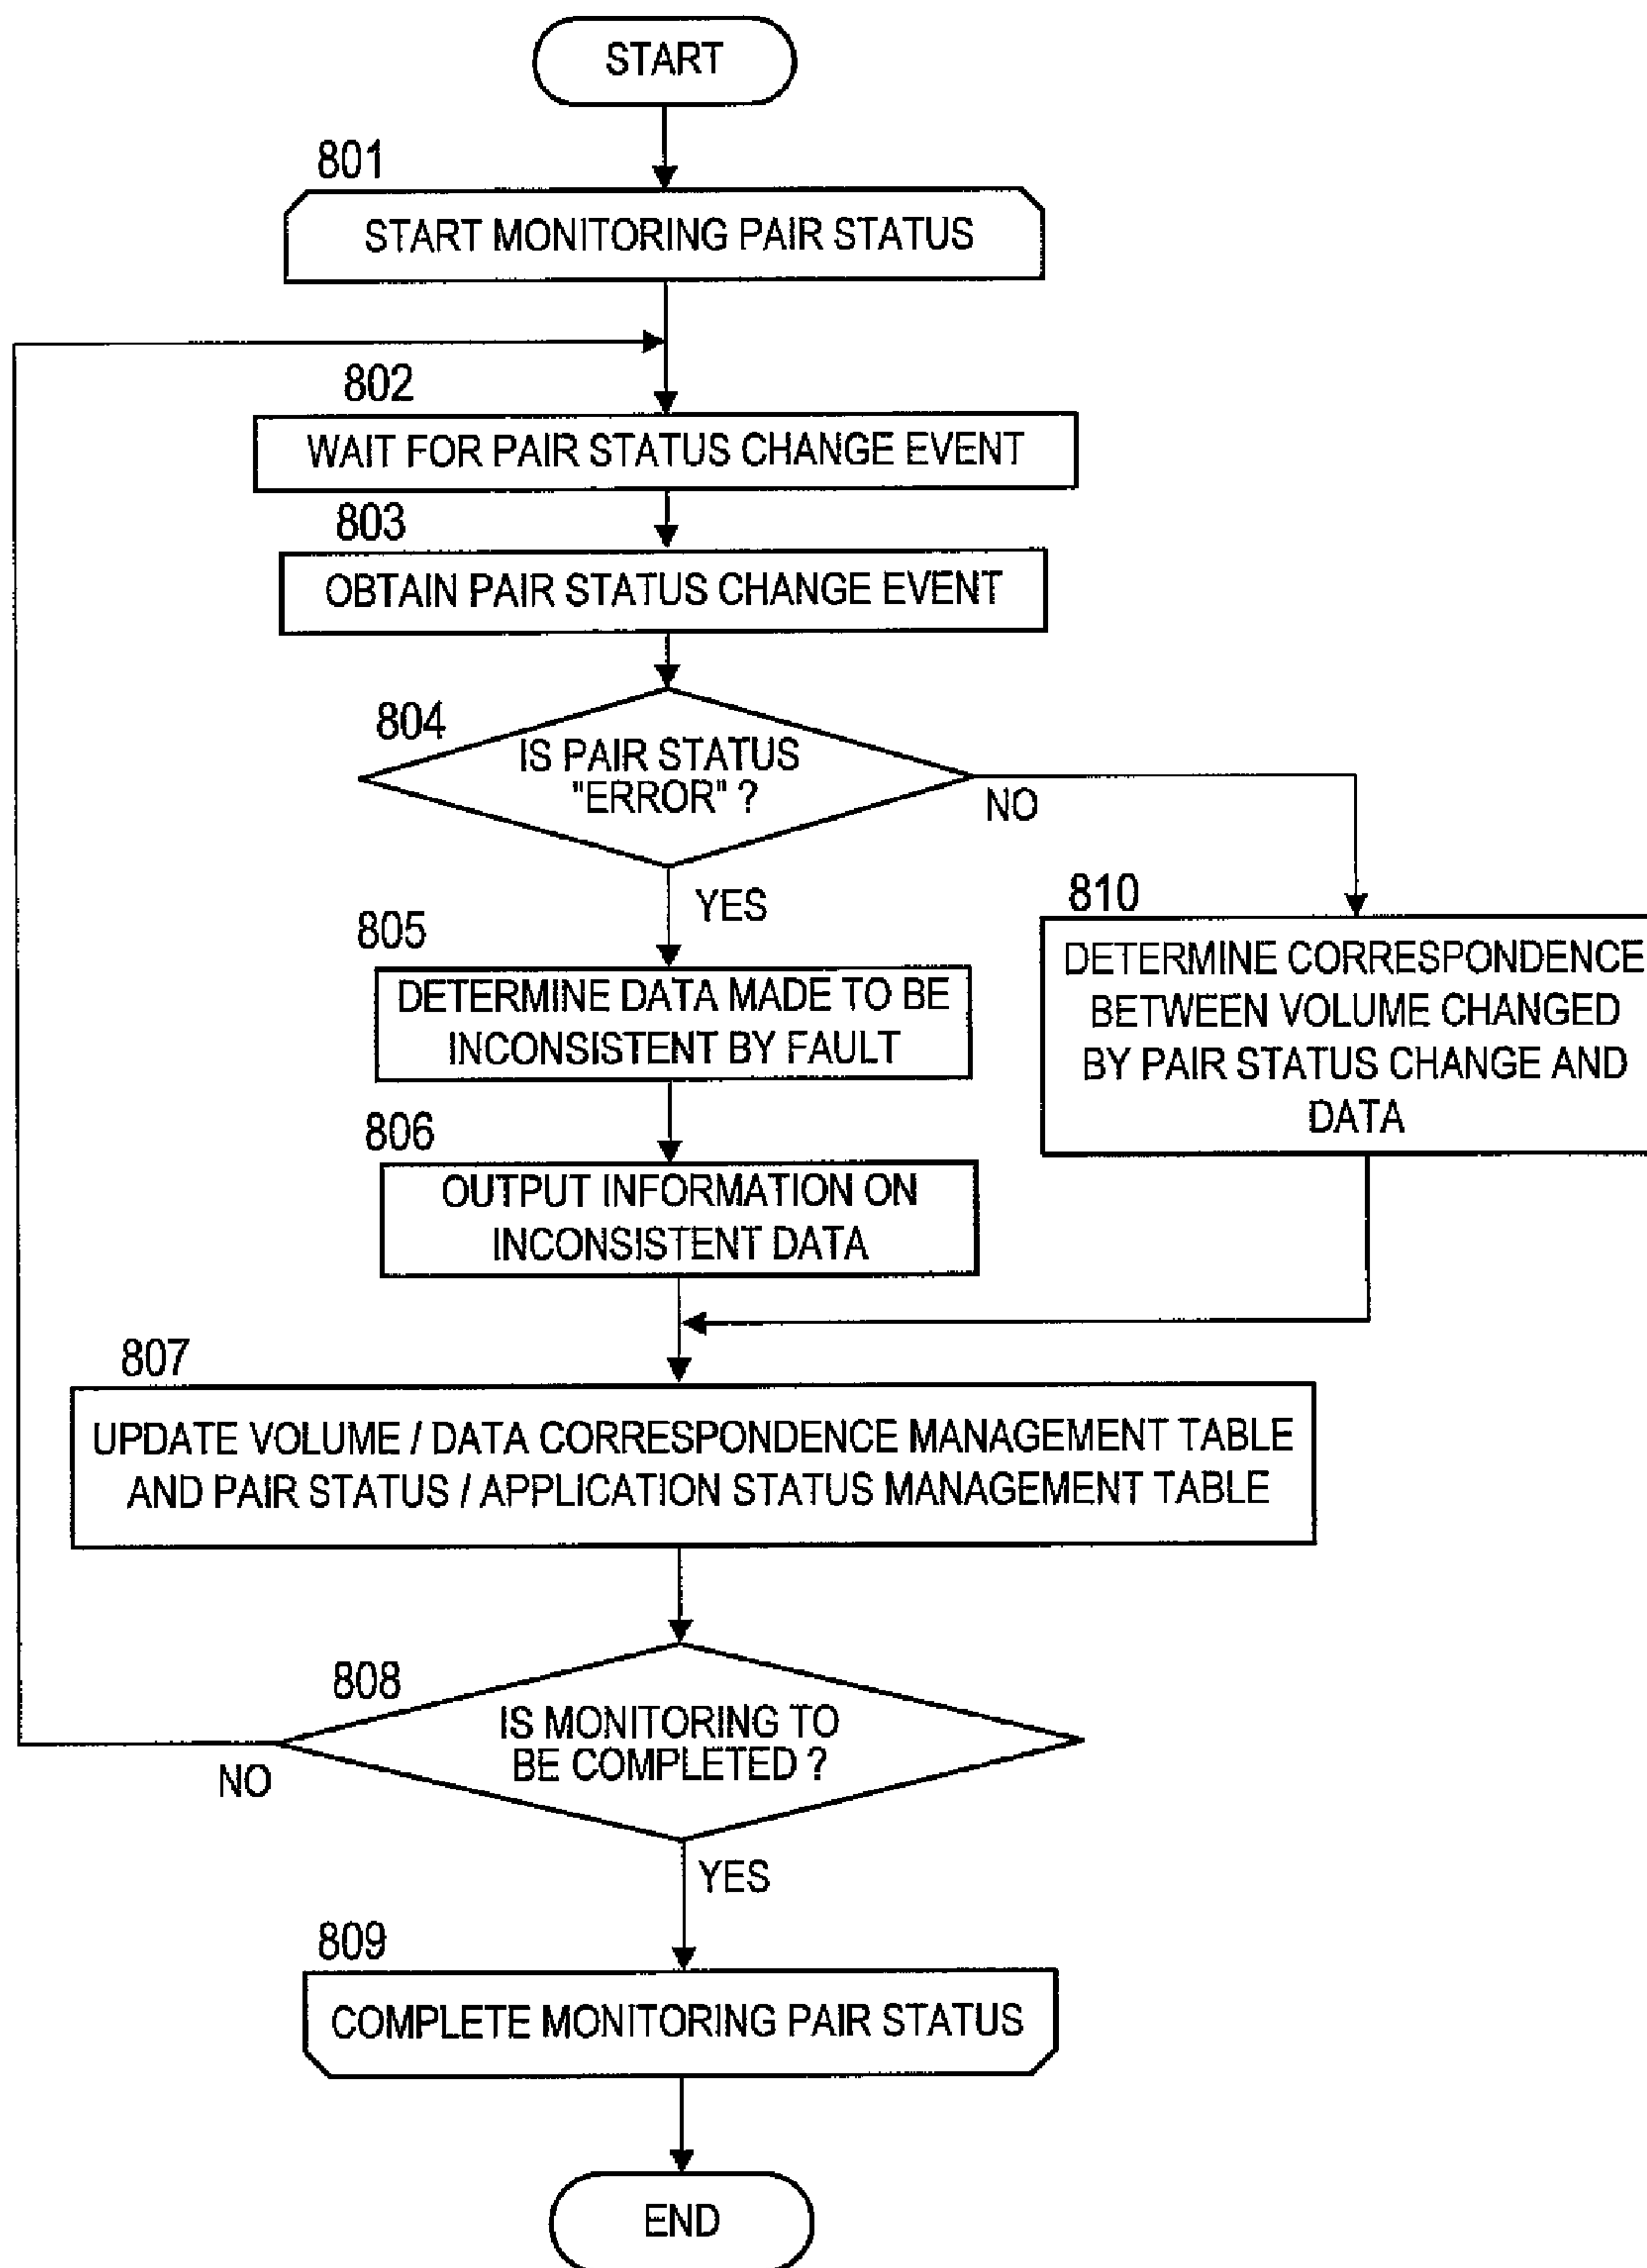 START
801
START MONITORING PAIR STATUS
802
WAIT FOR PAIR STATUS CHANGE EVENT
803
OBTAIN PAIR STATUS CHANGE EVENT
804
IS PAIR STATUS
"ERROR" ?
NO
YES
805
DETERMINE DATA MADE TO BE
INCONSISTENT BY FAULT
810
DETERMINE CORRESPONDENCE
BETWEEN VOLUME CHANGED
BY PAIR STATUS CHANGE AND
DATA
806
OUTPUT INFORMATION ON
INCONSISTENT DATA
807
UPDATE VOLUME / DATA CORRESPONDENCE MANAGEMENT TABLE
AND PAIR STATUS / APPLICATION STATUS MANAGEMENT TABLE
808
IS MONITORING TO
BE COMPLETED ?
NO
YES
809
COMPLETE MONITORING PAIR STATUS
END